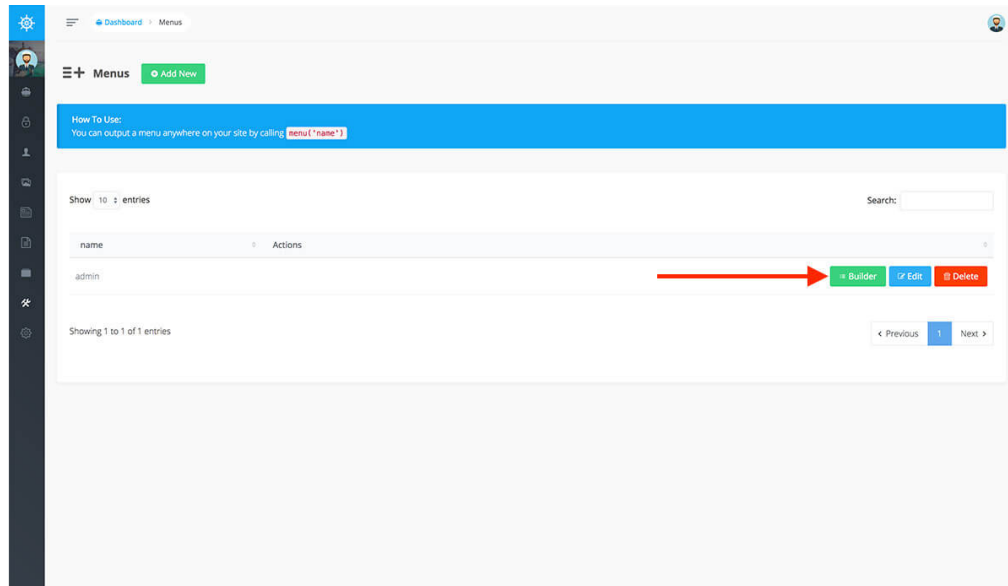 Dashboard > Menus
Menus Add New
How To Use:
You can output a menu anywhere on your site by calling menu('name')
Show 10 entries Search:
name Actions
admin Builder Edit Delete
Showing 1 to 1 of 1 entries < Previous 1 Next >